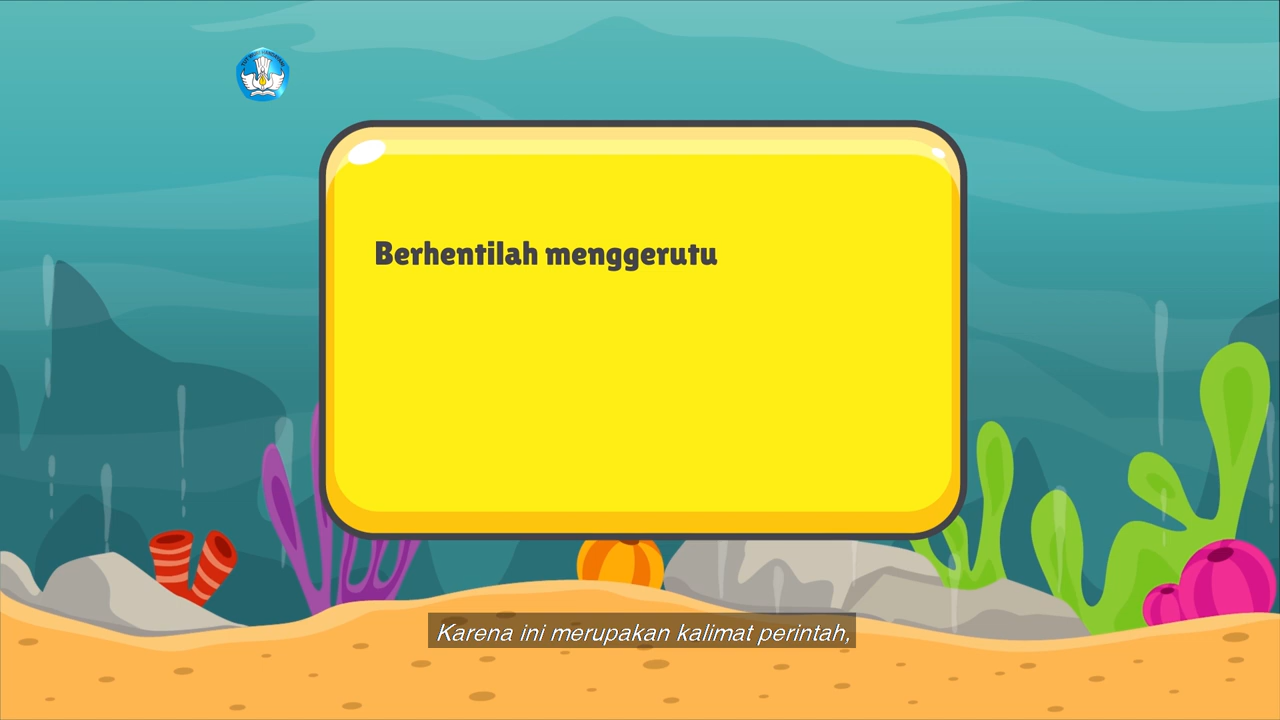 Berhentilah menggerutu
Karena ini merupakan kalimat perintah,